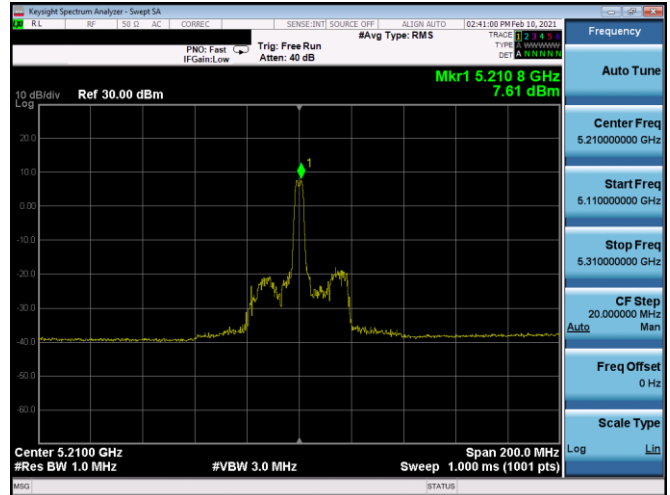 Keysight Spectrum Analyzer - Swept SA
LXI RL RF 50 Ω AC CORREC SENSE:INT SOURCE OFF ALIGN AUTO 02:41:00 PM Feb 10, 2021
#Avg Type: RMS
TRACE 1 2 3 4 5 6
PNO: Fast Trig: Free Run TYPE A WWWWW
IFGain:Low Atten: 40 dB DET A N N N N N
Mkr1 5.210 8 GHz
7.61 dBm
10 dB/div Ref 30.00 dBm
Log
1
20.0
10.0
0.00
-10.0
-20.0
-30.0
-40.0
-50.0
-60.0
Center 5.2100 GHz Span 200.0 MHz
#Res BW 1.0 MHz #VBW 3.0 MHz Sweep 1.000 ms (1001 pts)
MSG STATUS
Frequency
Auto Tune
Center Freq
5.210000000 GHz
Start Freq
5.110000000 GHz
Stop Freq
5.310000000 GHz
CF Step
20.000000 MHz
Auto Man
Freq Offset
0 Hz
Scale Type
Log Lin